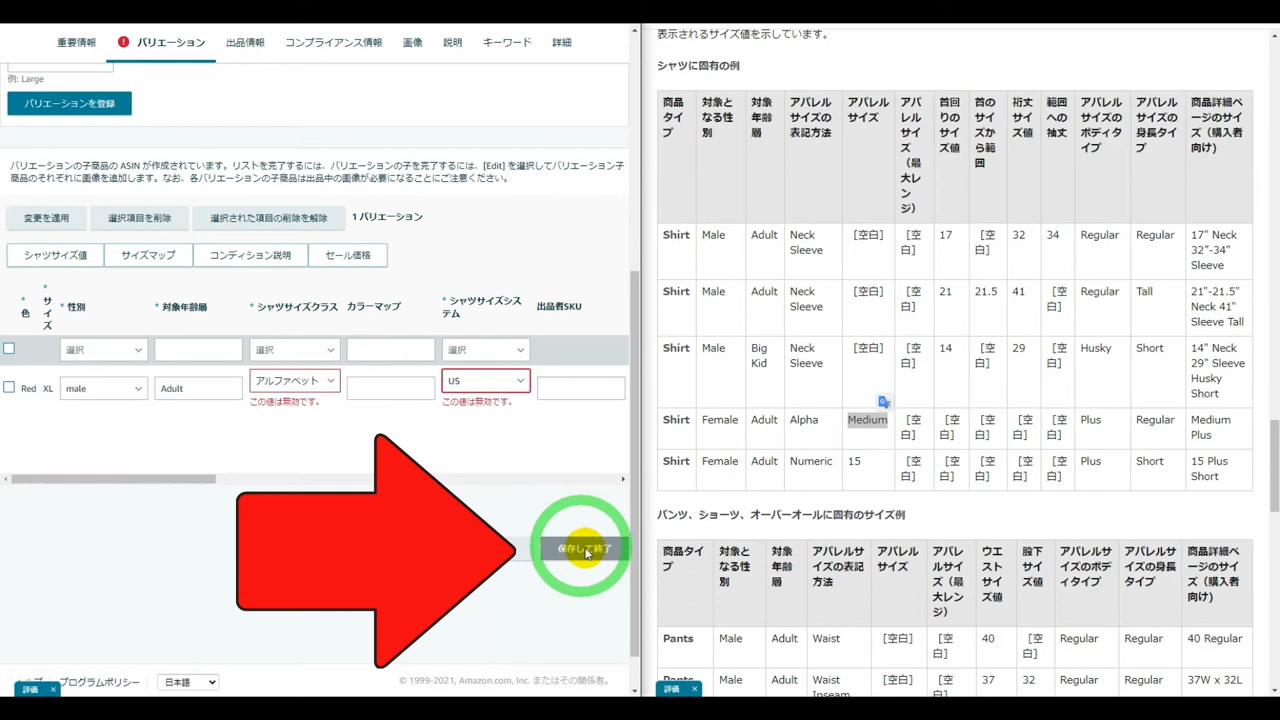 重要情報
バリエーション
出品情報
コンプライアンス情報
画像
説明
キーワード
詳細
例: Large
バリエーションを登録
バリエーションの子商品の ASIN が作成されています。リストを完了するには、バリエーションの子を完了するには、[Edit] を選択してバリエーション子
商品のそれぞれに画像を追加します。なお、各バリエーションの子商品は出品中の画像が必要になることにご注意ください。
変更を適用
選択項目を削除
選択された項目の削除を解除
1 バリエーション
シャツサイズ値
サイズマップ
コンディション説明
セール価格
* 色
* サイズ
* 性別
* 対象年齢層
* シャツサイズクラス
カラーマップ
* シャツサイズシステム
出品者SKU
選択
選択
選択
Red XL male Adult アルファベット US
この値は無効です。
この値は無効です。
保存して終了
プログラムポリシー
日本語
© 1999-2021, Amazon.com, Inc. またはその関係者。
評価 ×
表示されるサイズ値を示しています。
シャツに固有の例
商品タイプ
対象となる性別
対象年齢層
アパレルサイズの表記方法
アパレルサイズ
アパレルサイズ（最大レンジ）
首回りのサイズ値
首のサイズから範囲
裄丈サイズ値
範囲への袖丈
アパレルサイズのボディタイプ
アパレルサイズの身長タイプ
商品詳細ページのサイズ（購入者向け）
Shirt Male Adult Neck Sleeve [空白] [空白] 17 [空白] 32 34 Regular Regular 17" Neck 32"-34" Sleeve
Shirt Male Adult Neck Sleeve [空白] [空白] 21 21.5 41 [空白] Regular Tall 21"-21.5" Neck 41" Sleeve Tall
Shirt Male Big Kid Neck Sleeve [空白] [空白] 14 [空白] 29 [空白] Husky Short 14" Neck 29" Sleeve Husky Short
Shirt Female Adult Alpha Medium [空白] [空白] [空白] [空白] [空白] Plus Regular Medium Plus
Shirt Female Adult Numeric 15 [空白] [空白] [空白] [空白] [空白] Plus Short 15 Plus Short
パンツ、ショーツ、オーバーオールに固有のサイズ例
商品タイプ
対象となる性別
対象年齢層
アパレルサイズの表記方法
アパレルサイズ
アパレルサイズ（最大レンジ）
ウエストサイズ値
股下サイズ値
アパレルサイズのボディタイプ
アパレルサイズの身長タイプ
商品詳細ページのサイズ（購入者向け）
Pants Male Adult Waist [空白] [空白] 40 [空白] Regular Regular 40 Regular
Pants Male Adult Waist Inseam [空白] [空白] 37 32 Regular Regular 37W x 32L
評価 ×